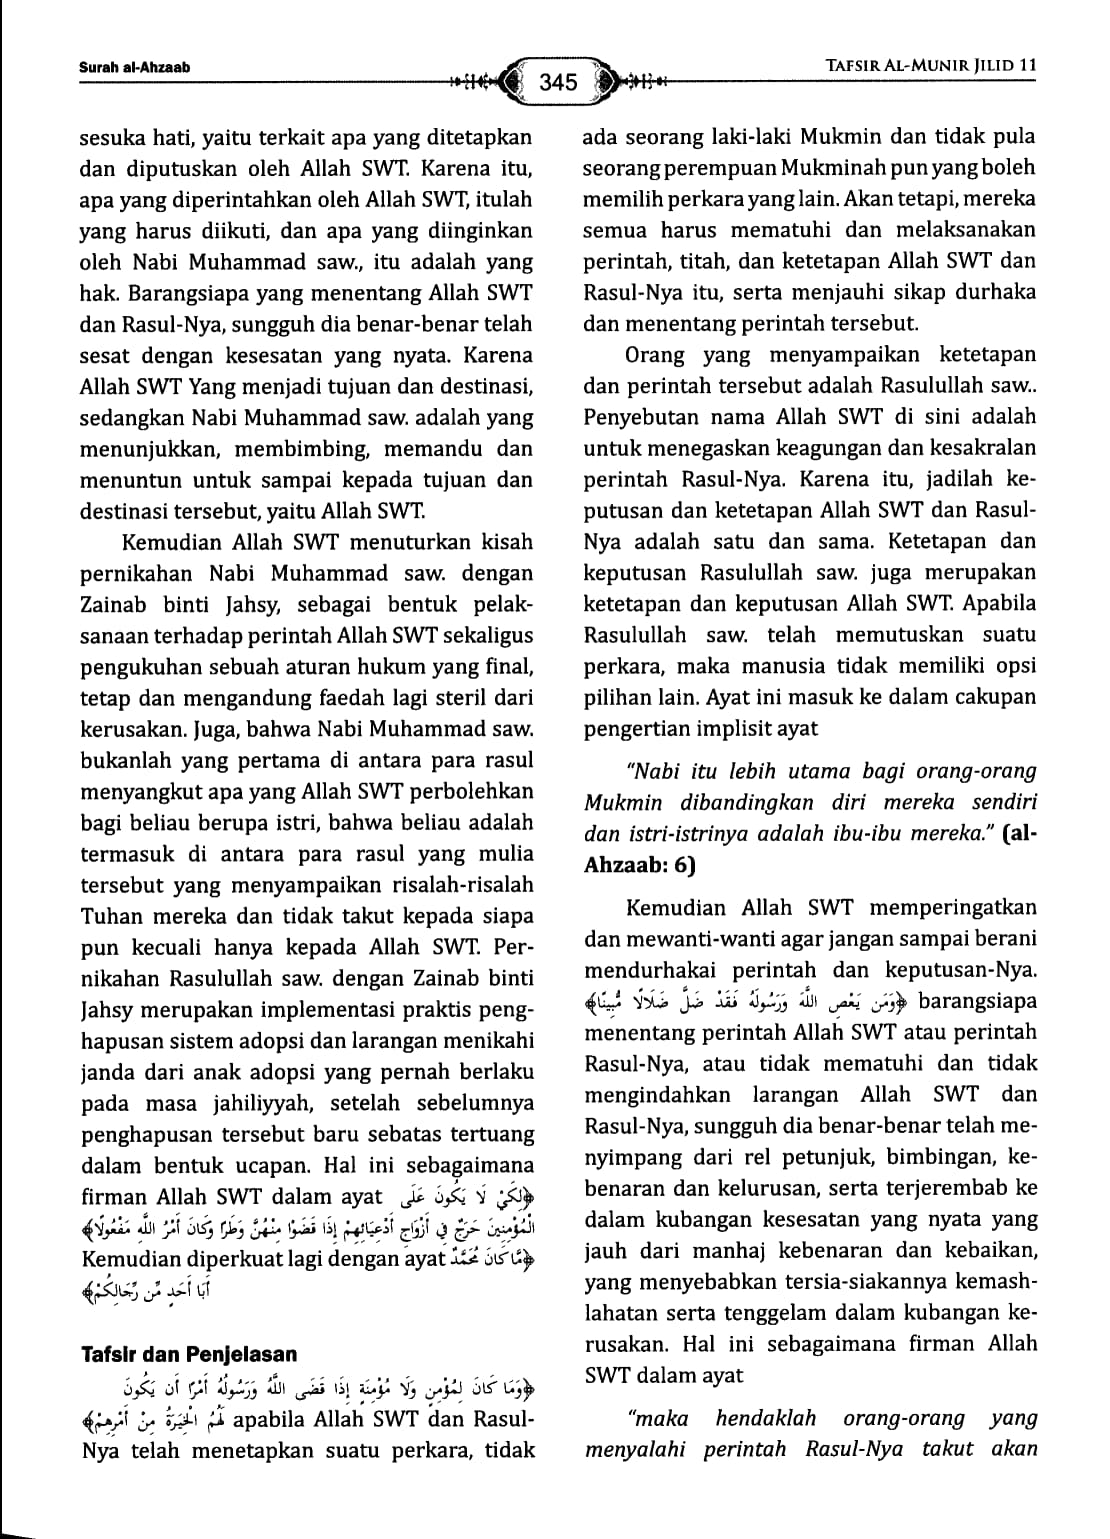 Surah al-Ahzaab
345
TAFSIR AL-MUNIR JILID 11
sesuka hati, yaitu terkait apa yang ditetapkan
dan diputuskan oleh Allah SWT. Karena itu,
apa yang diperintahkan oleh Allah SWT, itulah
yang harus diikuti, dan apa yang diinginkan
oleh Nabi Muhammad saw., itu adalah yang
hak. Barangsiapa yang menentang Allah SWT
dan Rasul-Nya, sungguh dia benar-benar telah
sesat dengan kesesatan yang nyata. Karena
Allah SWT Yang menjadi tujuan dan destinasi,
sedangkan Nabi Muhammad saw. adalah yang
menunjukkan, membimbing, memandu dan
menuntun untuk sampai kepada tujuan dan
destinasi tersebut, yaitu Allah SWT.
Kemudian Allah SWT menuturkan kisah
pernikahan Nabi Muhammad saw. dengan
Zainab binti Jahsy, sebagai bentuk pelak-
sanaan terhadap perintah Allah SWT sekaligus
pengukuhan sebuah aturan hukum yang final,
tetap dan mengandung faedah lagi steril dari
kerusakan. Juga, bahwa Nabi Muhammad saw.
bukanlah yang pertama di antara para rasul
menyangkut apa yang Allah SWT perbolehkan
bagi beliau berupa istri, bahwa beliau adalah
termasuk di antara para rasul yang mulia
tersebut yang menyampaikan risalah-risalah
Tuhan mereka dan tidak takut kepada siapa
pun kecuali hanya kepada Allah SWT. Per-
nikahan Rasulullah saw. dengan Zainab binti
Jahsy merupakan implementasi praktis peng-
hapusan sistem adopsi dan larangan menikahi
janda dari anak adopsi yang pernah berlaku
pada masa jahiliyyah, setelah sebelumnya
penghapusan tersebut baru sebatas tertuang
dalam bentuk ucapan. Hal ini sebagaimana
firman Allah SWT dalam ayat ﴿لِكَيْ لَا يَكُونَ عَلَى
الْمُؤْمِنِينَ حَرَجٌ فِي أَزْوَاجِ أَدْعِيَائِهِمْ إِذَا قَضَوْا مِنْهُنَّ وَطَرًا وَكَانَ أَمْرُ اللَّهِ مَفْعُولًا﴾
Kemudian diperkuat lagi dengan ayat ﴿مَّا كَانَ مُحَمَّدٌ
أَبَا أَحَدٍ مِّن رِّجَالِكُمْ﴾
Tafsir dan Penjelasan
﴿وَمَا كَانَ لِمُؤْمِنٍ وَلَا مُؤْمِنَةٍ إِذَا قَضَى اللَّهُ وَرَسُولُهُ أَمْرًا أَن يَكُونَ
لَهُمُ الْخِيَرَةُ مِنْ أَمْرِهِمْ﴾ apabila Allah SWT dan Rasul-
Nya telah menetapkan suatu perkara, tidak
ada seorang laki-laki Mukmin dan tidak pula
seorang perempuan Mukminah pun yang boleh
memilih perkara yang lain. Akan tetapi, mereka
semua harus mematuhi dan melaksanakan
perintah, titah, dan ketetapan Allah SWT dan
Rasul-Nya itu, serta menjauhi sikap durhaka
dan menentang perintah tersebut.
Orang yang menyampaikan ketetapan
dan perintah tersebut adalah Rasulullah saw..
Penyebutan nama Allah SWT di sini adalah
untuk menegaskan keagungan dan kesakralan
perintah Rasul-Nya. Karena itu, jadilah ke-
putusan dan ketetapan Allah SWT dan Rasul-
Nya adalah satu dan sama. Ketetapan dan
keputusan Rasulullah saw. juga merupakan
ketetapan dan keputusan Allah SWT. Apabila
Rasulullah saw. telah memutuskan suatu
perkara, maka manusia tidak memiliki opsi
pilihan lain. Ayat ini masuk ke dalam cakupan
pengertian implisit ayat
“Nabi itu lebih utama bagi orang-orang
Mukmin dibandingkan diri mereka sendiri
dan istri-istrinya adalah ibu-ibu mereka.” (al-
Ahzaab: 6)
Kemudian Allah SWT memperingatkan
dan mewanti-wanti agar jangan sampai berani
mendurhakai perintah dan keputusan-Nya.
﴿وَمَن يَعْصِ اللَّهَ وَرَسُولَهُ فَقَدْ ضَلَّ ضَلَالًا مُّبِينًا﴾ barangsiapa
menentang perintah Allah SWT atau perintah
Rasul-Nya, atau tidak mematuhi dan tidak
mengindahkan larangan Allah SWT dan
Rasul-Nya, sungguh dia benar-benar telah me-
nyimpang dari rel petunjuk, bimbingan, ke-
benaran dan kelurusan, serta terjerembab ke
dalam kubangan kesesatan yang nyata yang
jauh dari manhaj kebenaran dan kebaikan,
yang menyebabkan tersia-siakannya kemash-
lahatan serta tenggelam dalam kubangan ke-
rusakan. Hal ini sebagaimana firman Allah
SWT dalam ayat
“maka hendaklah orang-orang yang
menyalahi perintah Rasul-Nya takut akan